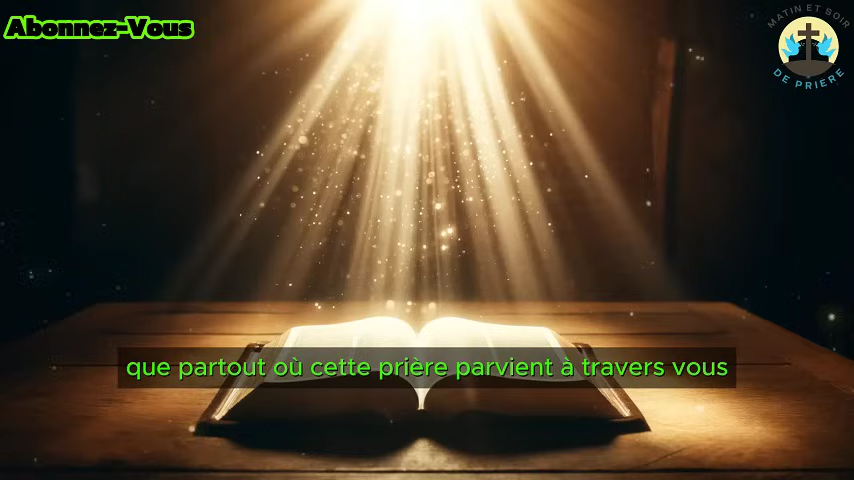 Abonnez-Vous
MATIN ET SOIR
DE PRIERE
que partout où cette prière parvient à travers vous